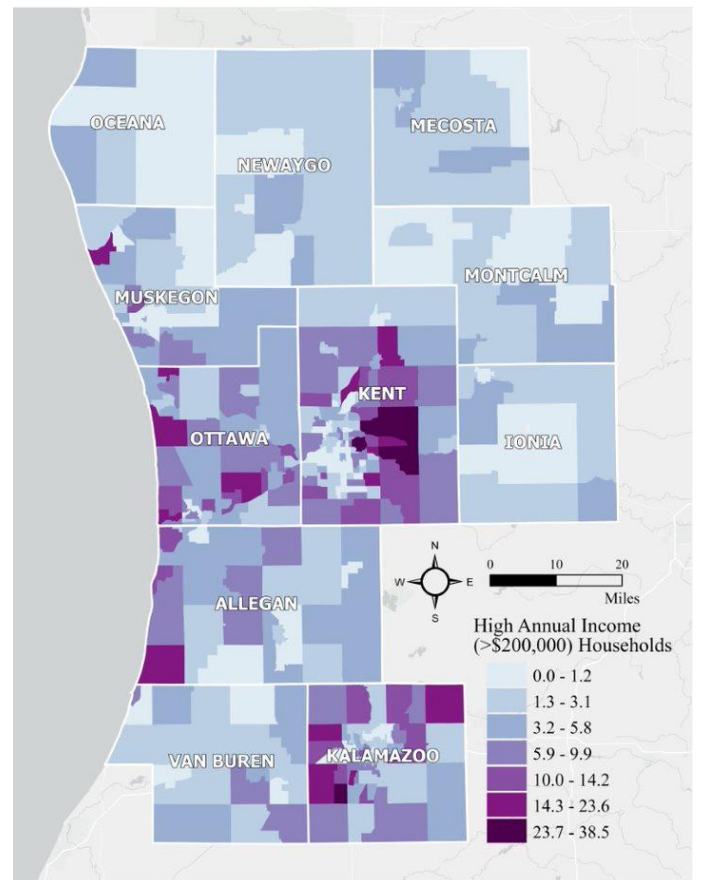 OCEANA
MECOSTA
NEWAYGO
MONTCALM
MUSKEGON
KENT
OTTAWA
IONIA
N
W E
S
0 10 20
Miles
ALLEGAN
High Annual Income
(>$200,000) Households
0.0 - 1.2
1.3 - 3.1
3.2 - 5.8
5.9 - 9.9
10.0 - 14.2
14.3 - 23.6
23.7 - 38.5
VAN BUREN
KALAMAZOO